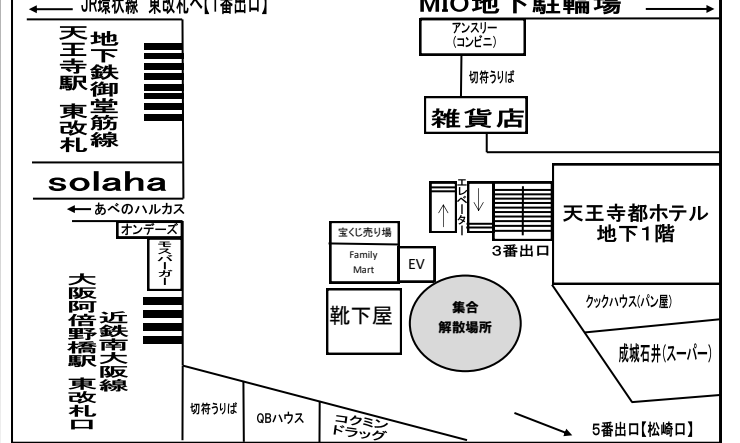 JR環状線 東改札へ【1番出口】
MIO地下駐輪場
アンスリー
(コンビニ)
切符うりば
雑貨店
地下鉄御堂筋線
天王寺駅 東改札
solaha
あべのハルカス
オンデーズ
モスバーガー
近鉄南大阪線
大阪阿倍野橋駅 東改札口
宝くじ売り場
Family
Mart
EV
靴下屋
エレベーター
3番出口
天王寺都ホテル
地下1階
集合
解散場所
クックハウス(パン屋)
成城石井(スーパー)
切符うりば
QBハウス
コクミン
ドラッグ
5番出口【松崎口】